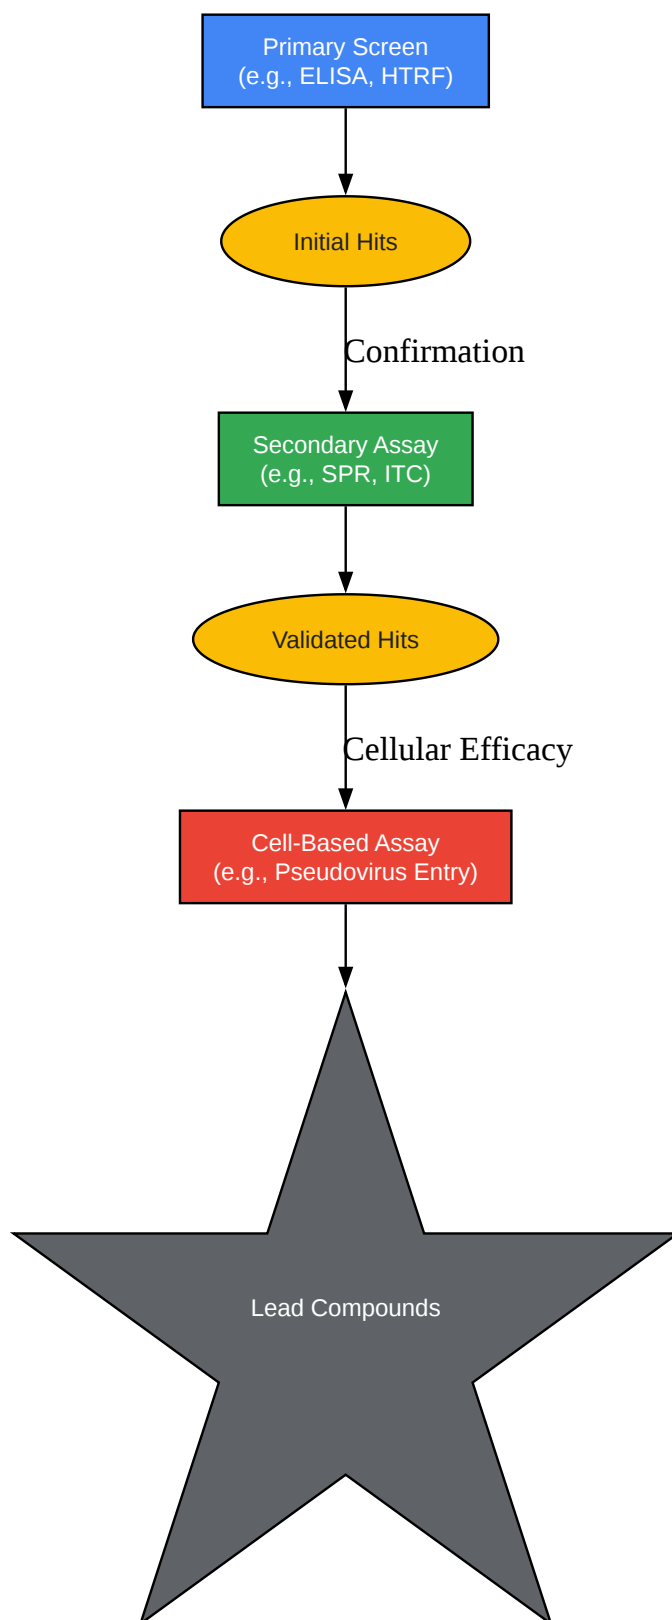 Primary Screen
(e.g., ELISA, HTRF)
Initial Hits
Confirmation
Secondary Assay
(e.g., SPR, ITC)
Validated Hits
Cellular Efficacy
Cell-Based Assay
(e.g., Pseudovirus Entry)
Lead Compounds